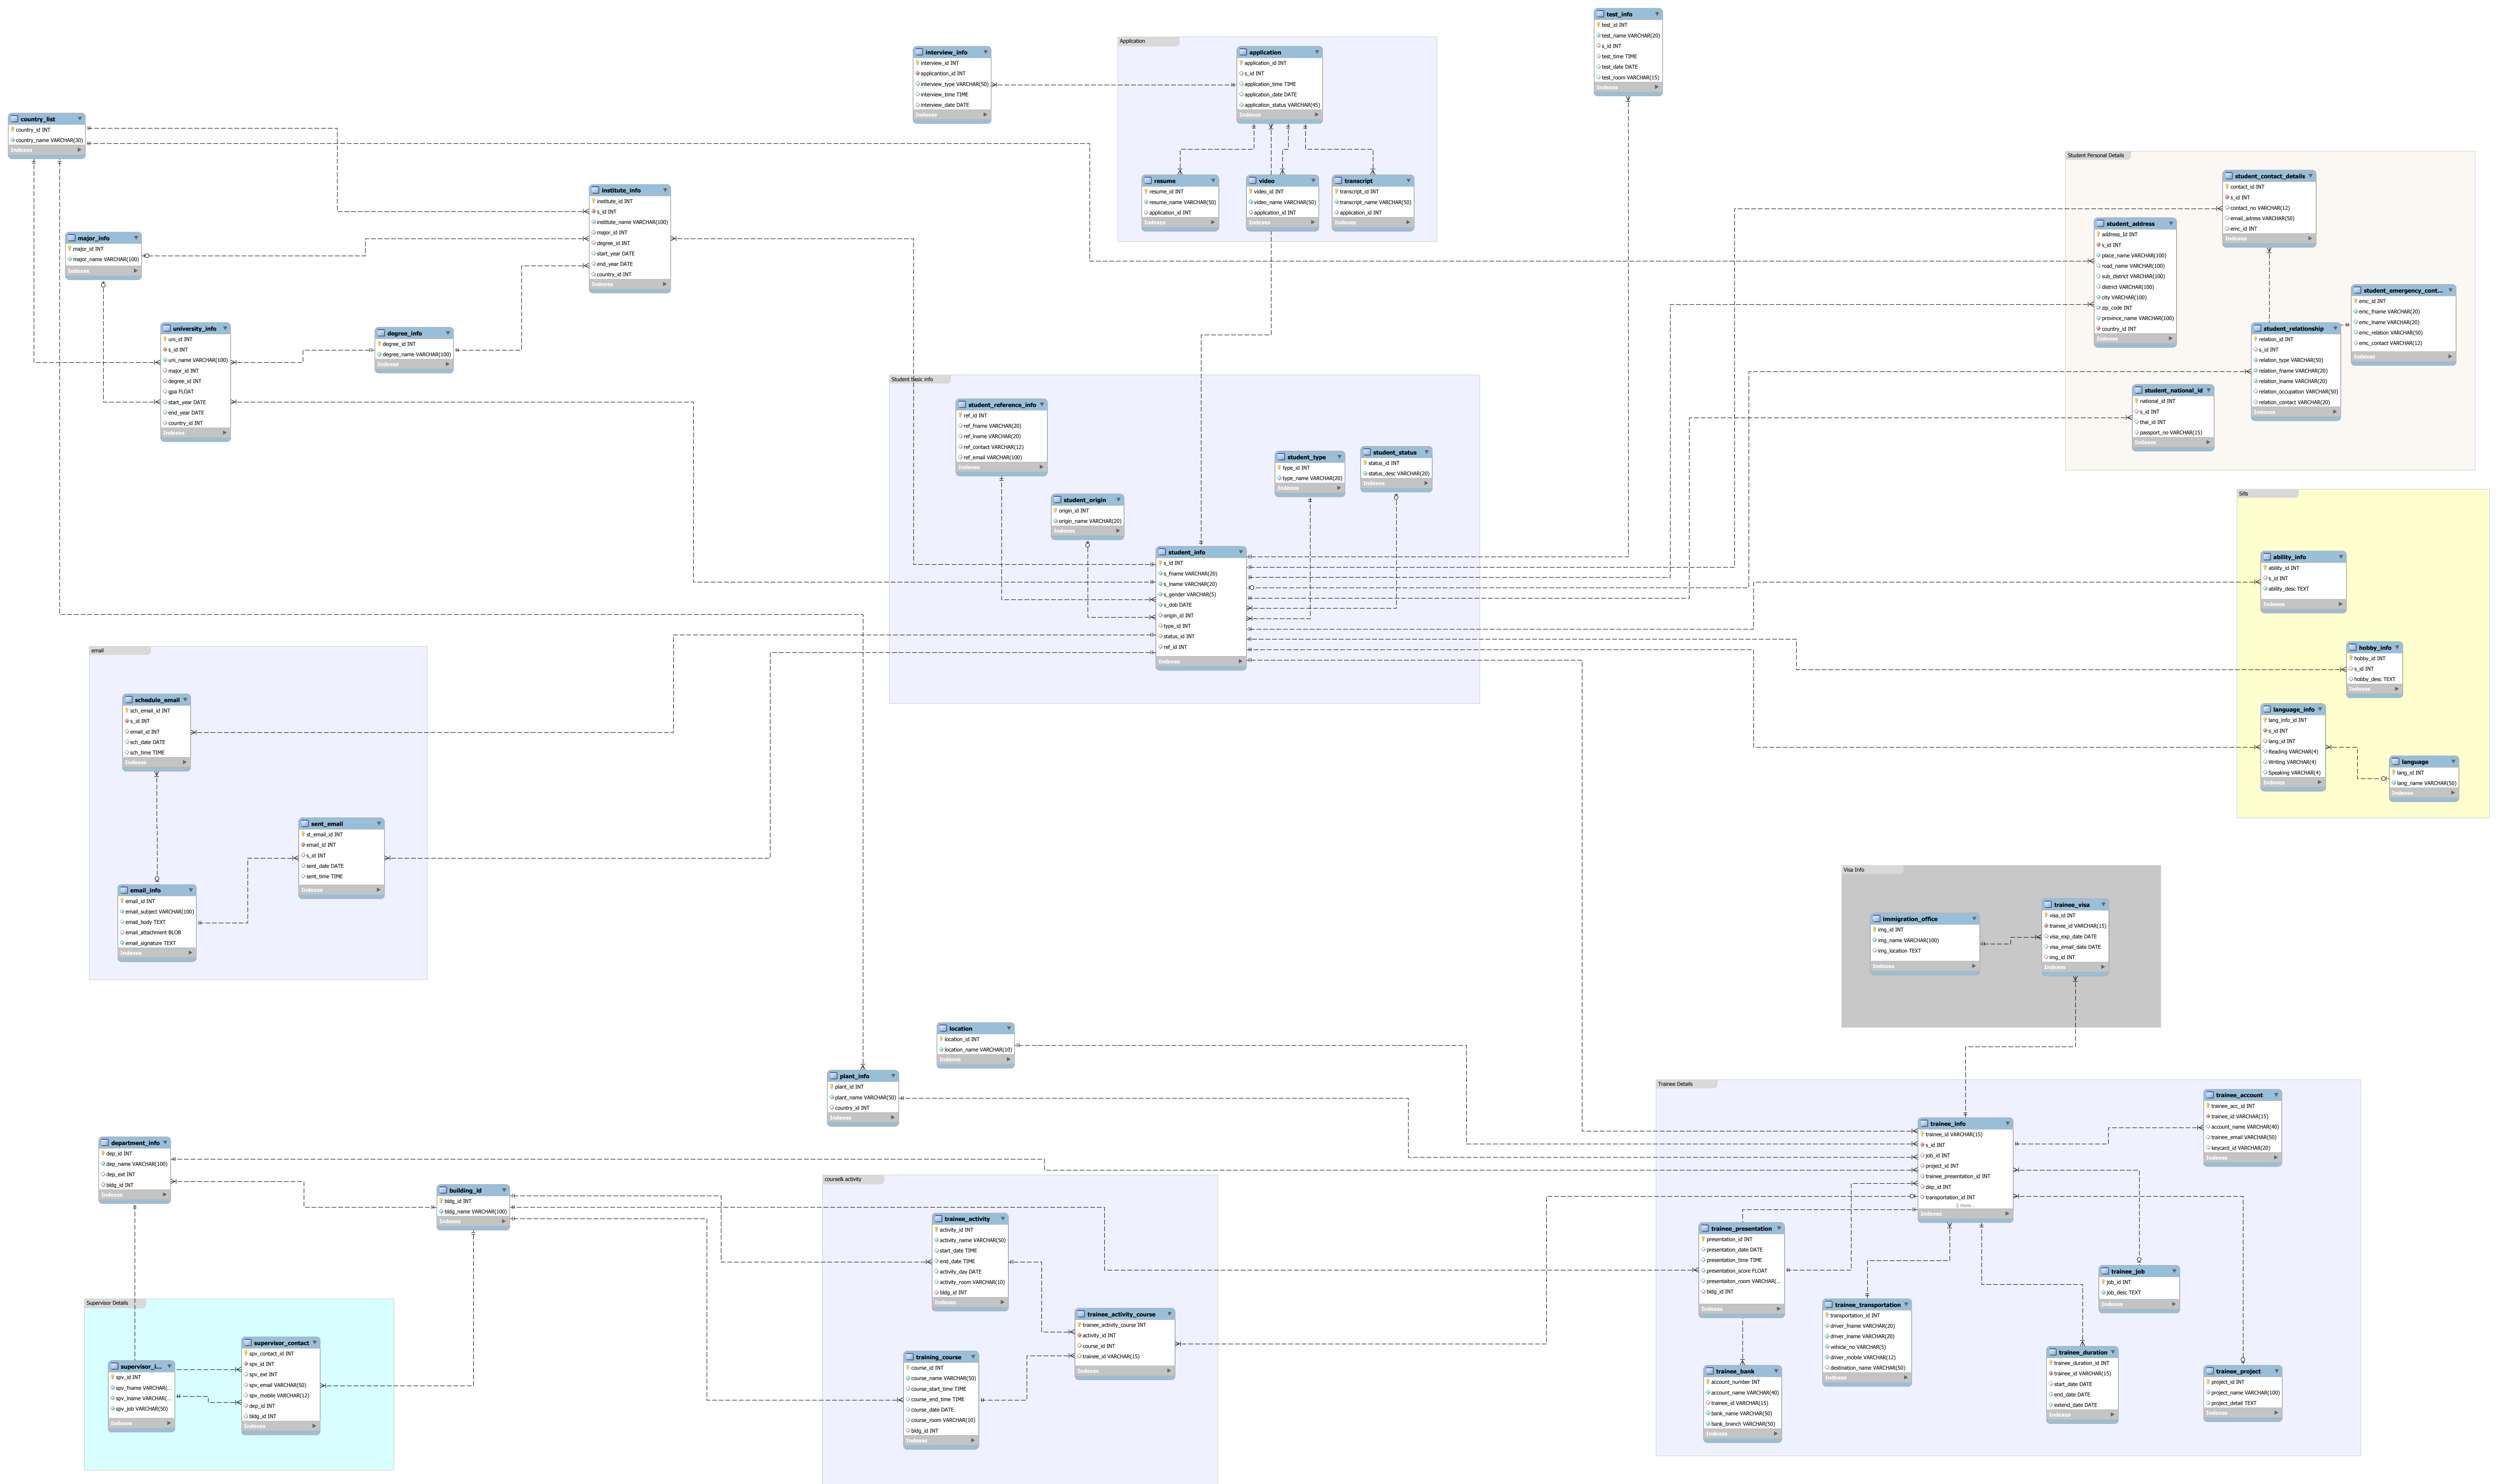 test_info
test_id INT
test_name VARCHAR(20)
s_id INT
test_time TIME
test_date DATE
test_room VARCHAR(15)
Indexes
interview_info
interview_id INT
applicantion_id INT
interview_type VARCHAR(50)
interview_time TIME
interview_date DATE
Indexes
Application
application
application_id INT
s_id INT
application_time TIME
application_date DATE
application_status VARCHAR(45)
Indexes
resume
resume_id INT
resume_name VARCHAR(50)
application_id INT
Indexes
video
video_id INT
video_name VARCHAR(50)
application_id INT
Indexes
transcript
transcript_id INT
transcript_name VARCHAR(50)
application_id INT
Indexes
country_list
country_id INT
country_name VARCHAR(30)
Indexes
institute_info
institute_id INT
s_id INT
institute_name VARCHAR(100)
major_id INT
degree_id INT
start_year DATE
end_year DATE
country_id INT
Indexes
major_info
major_id INT
major_name VARCHAR(100)
Indexes
university_info
uni_id INT
s_id INT
uni_name VARCHAR(100)
major_id INT
degree_id INT
gpa FLOAT
start_year DATE
end_year DATE
country_id INT
Indexes
degree_info
degree_id INT
degree_name VARCHAR(100)
Indexes
Student Personal Details
student_contact_details
contact_id INT
s_id INT
contact_no VARCHAR(12)
email_adress VARCHAR(50)
emc_id INT
Indexes
student_address
address_Id INT
s_id INT
place_name VARCHAR(100)
road_name VARCHAR(100)
sub_district VARCHAR(100)
district VARCHAR(100)
city VARCHAR(100)
zip_code INT
province_name VARCHAR(100)
country_id INT
Indexes
student_emergency_cont...
emc_id INT
emc_fname VARCHAR(20)
emc_lname VARCHAR(20)
emc_relation VARCHAR(50)
emc_contact VARCHAR(12)
Indexes
student_relationship
relation_id INT
s_id INT
relation_type VARCHAR(50)
relation_fname VARCHAR(20)
relation_lname VARCHAR(20)
relation_occupation VARCHAR(50)
relation_contact VARCHAR(20)
Indexes
student_national_id
national_id INT
s_id INT
thai_id INT
passport_no VARCHAR(15)
Indexes
Student basic info
student_reference_info
ref_id INT
ref_fname VARCHAR(20)
ref_lname VARCHAR(20)
ref_contact VARCHAR(12)
ref_email VARCHAR(100)
Indexes
student_origin
origin_id INT
origin_name VARCHAR(20)
Indexes
student_type
type_id INT
type_name VARCHAR(20)
Indexes
student_status
status_id INT
status_desc VARCHAR(20)
Indexes
student_info
s_id INT
s_fname VARCHAR(20)
s_lname VARCHAR(20)
s_gender VARCHAR(5)
s_dob DATE
origin_id INT
type_id INT
status_id INT
ref_id INT
Indexes
Sills
ability_info
ability_id INT
s_id INT
ability_desc TEXT
Indexes
hobby_info
hobby_id INT
s_id INT
hobby_desc TEXT
Indexes
language_info
lang_info_id INT
s_id INT
lang_id INT
Reading VARCHAR(4)
Writing VARCHAR(4)
Speaking VARCHAR(4)
Indexes
language
lang_id INT
lang_name VARCHAR(50)
Indexes
email
schedule_email
sch_email_id INT
s_id INT
email_id INT
sch_date DATE
sch_time TIME
Indexes
sent_email
st_email_id INT
email_id INT
s_id INT
sent_date DATE
sent_time TIME
Indexes
email_info
email_id INT
email_subject VARCHAR(100)
email_body TEXT
email_attachment BLOB
email_signature TEXT
Indexes
Visa Info
immigration_office
img_id INT
img_name VARCHAR(100)
img_location TEXT
Indexes
trainee_visa
visa_id INT
trainee_id VARCHAR(15)
visa_exp_date DATE
visa_email_date DATE
img_id INT
Indexes
location
location_id INT
location_name VARCHAR(10)
Indexes
plant_info
plant_id INT
plant_name VARCHAR(50)
country_id INT
Indexes
department_info
dep_id INT
dep_name VARCHAR(100)
dep_ext INT
bldg_id INT
Indexes
building_id
bldg_id INT
bldg_name VARCHAR(100)
Indexes
Supervisor Details
supervisor_i...
spv_id INT
spv_fname VARCHAR(...
spv_lname VARCHAR(...
spv_job VARCHAR(50)
Indexes
supervisor_contact
spv_contact_id INT
spv_id INT
spv_ext INT
spv_email VARCHAR(50)
spv_mobile VARCHAR(12)
dep_id INT
bldg_id INT
Indexes
course& activity
trainee_activity
activity_id INT
activity_name VARCHAR(50)
start_date TIME
end_date TIME
activity_day DATE
activity_room VARCHAR(10)
bldg_id INT
Indexes
trainee_activity_course
trainee_activity_course INT
activity_id INT
course_id INT
trainee_id VARCHAR(15)
Indexes
training_course
course_id INT
course_name VARCHAR(50)
course_start_time TIME
course_end_time TIME
course_date DATE
course_room VARCHAR(10)
bldg_id INT
Indexes
Trainee Details
trainee_info
trainee_id VARCHAR(15)
s_id INT
job_id INT
project_id INT
trainee_presentation_id INT
dep_id INT
transportation_id INT
2 more...
Indexes
trainee_account
trainee_acc_id INT
trainee_id VARCHAR(15)
account_name VARCHAR(40)
trainee_email VARCHAR(50)
keycard_id VARCHAR(20)
Indexes
trainee_presentation
presentation_id INT
presentation_date DATE
presentation_time TIME
presentation_score FLOAT
presentaiton_room VARCHAR(...
bldg_id INT
Indexes
trainee_transportation
transportation_id INT
driver_fname VARCHAR(20)
driver_lname VARCHAR(20)
vehicle_no VARCHAR(5)
driver_mobile VARCHAR(12)
destination_name VARCHAR(50)
Indexes
trainee_job
job_id INT
job_desc TEXT
Indexes
trainee_bank
account_number INT
account_name VARCHAR(40)
trainee_id VARCHAR(15)
bank_name VARCHAR(50)
bank_branch VARCHAR(50)
Indexes
trainee_duration
trainee_duration_id INT
trainee_id VARCHAR(15)
start_date DATE
end_date DATE
extend_date DATE
Indexes
trainee_project
project_id INT
project_name VARCHAR(100)
project_detail TEXT
Indexes